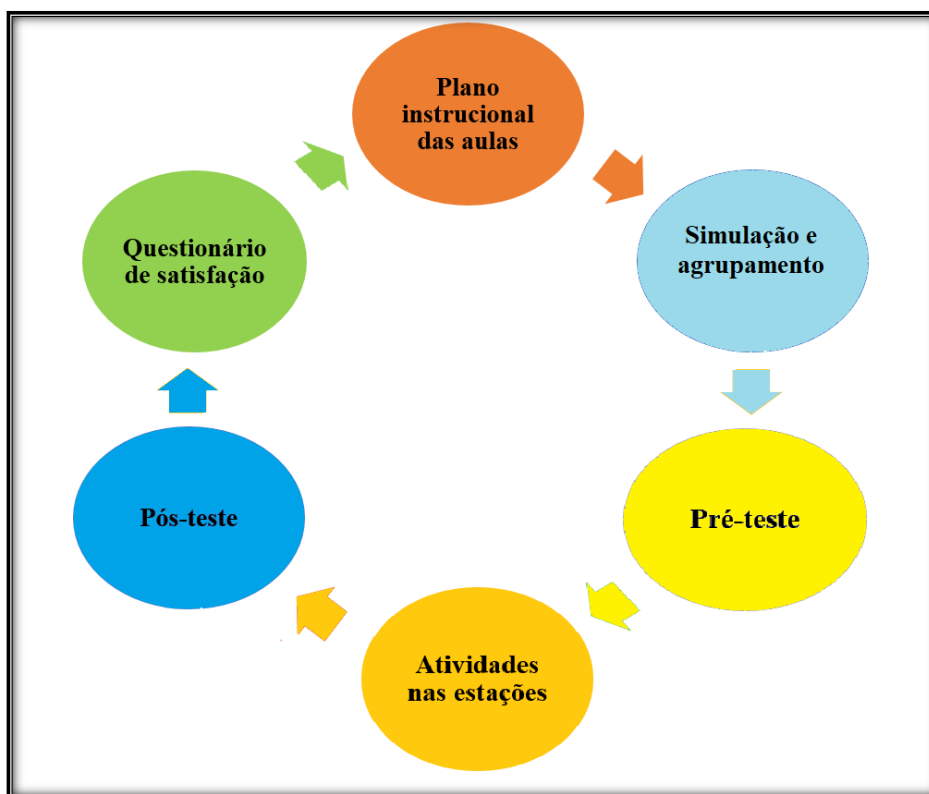 Plano
instrucional
das aulas
Simulação e
agrupamento
Pré-teste
Atividades
nas estações
Pós-teste
Questionário
de satisfação